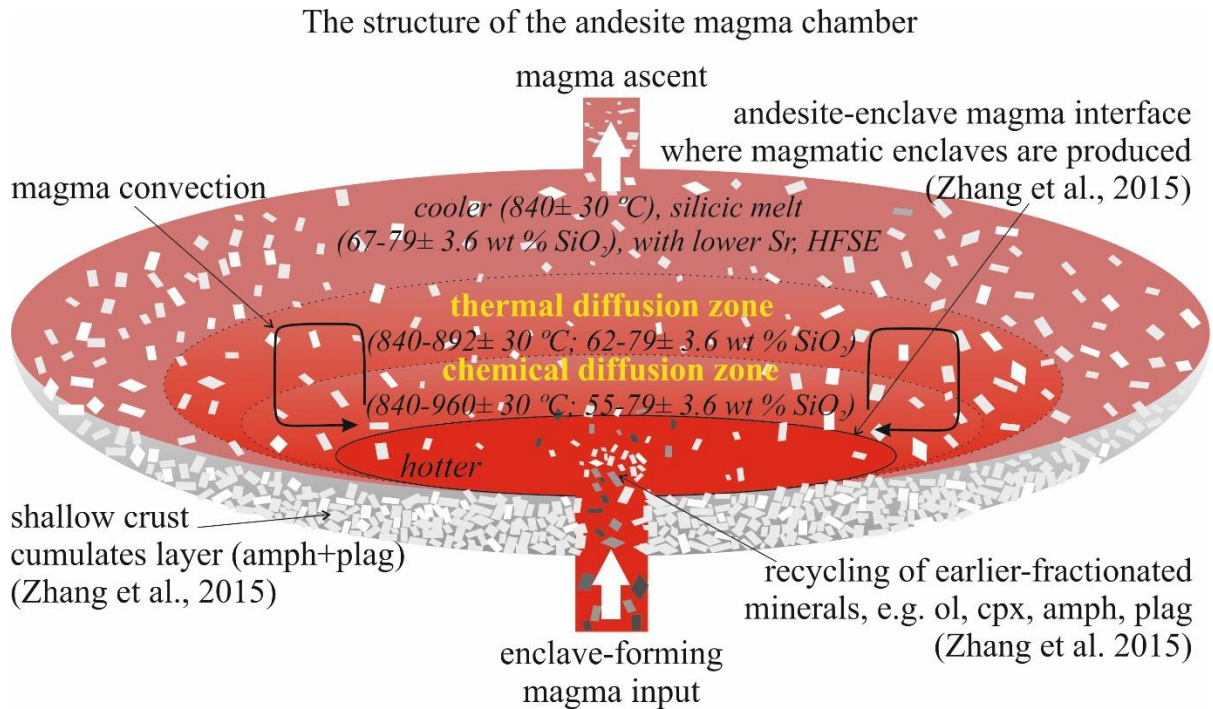 The structure of the andesite magma chamber
magma ascent
andesite-enclave magma interface
where magmatic enclaves are produced
(Zhang et al., 2015)
magma convection
cooler (840± 30 ºC), silicic melt
(67-79± 3.6 wt % SiO₂), with lower Sr, HFSE
thermal diffusion zone
(840-892± 30 ºC; 62-79± 3.6 wt % SiO₂)
chemical diffusion zone
(840-960± 30 ºC; 55-79± 3.6 wt % SiO₂)
hotter
shallow crust
cumulates layer (amph+plag)
(Zhang et al., 2015)
recycling of earlier-fractionated
minerals, e.g. ol, cpx, amph, plag
(Zhang et al. 2015)
enclave-forming
magma input